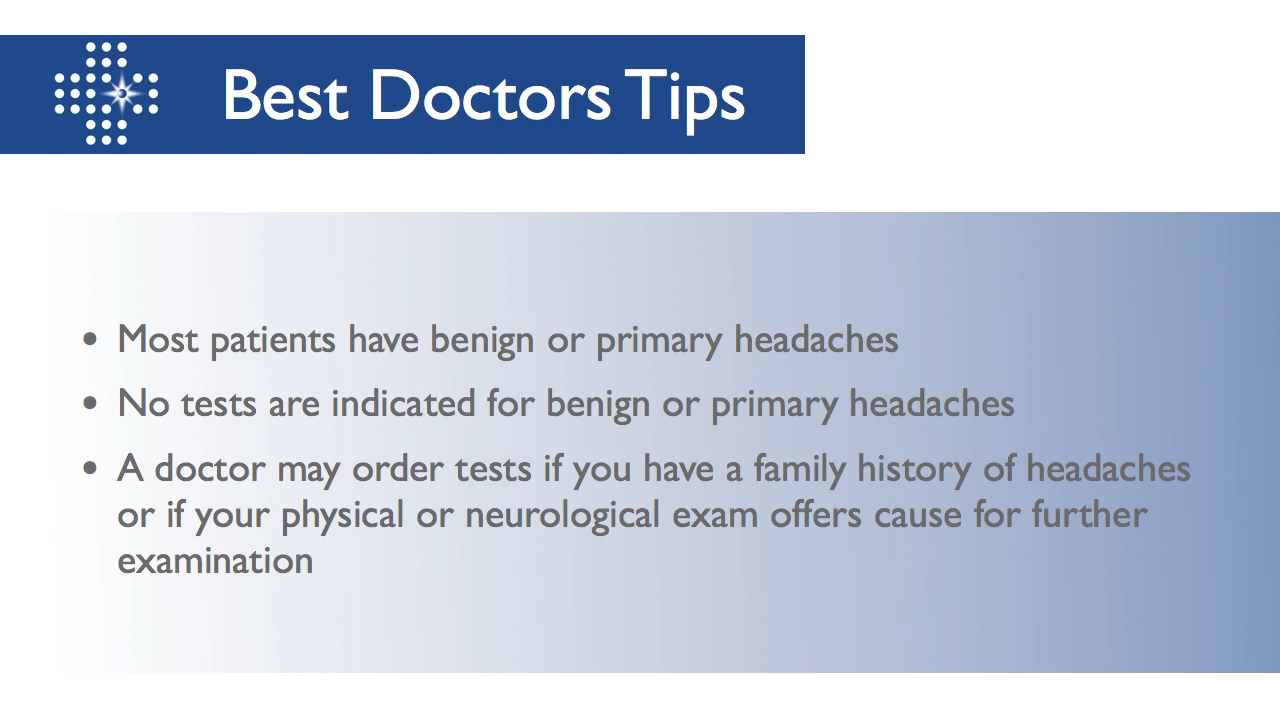 Best Doctors Tips
• Most patients have benign or primary headaches
• No tests are indicated for benign or primary headaches
• A doctor may order tests if you have a family history of headaches
or if your physical or neurological exam offers cause for further
examination